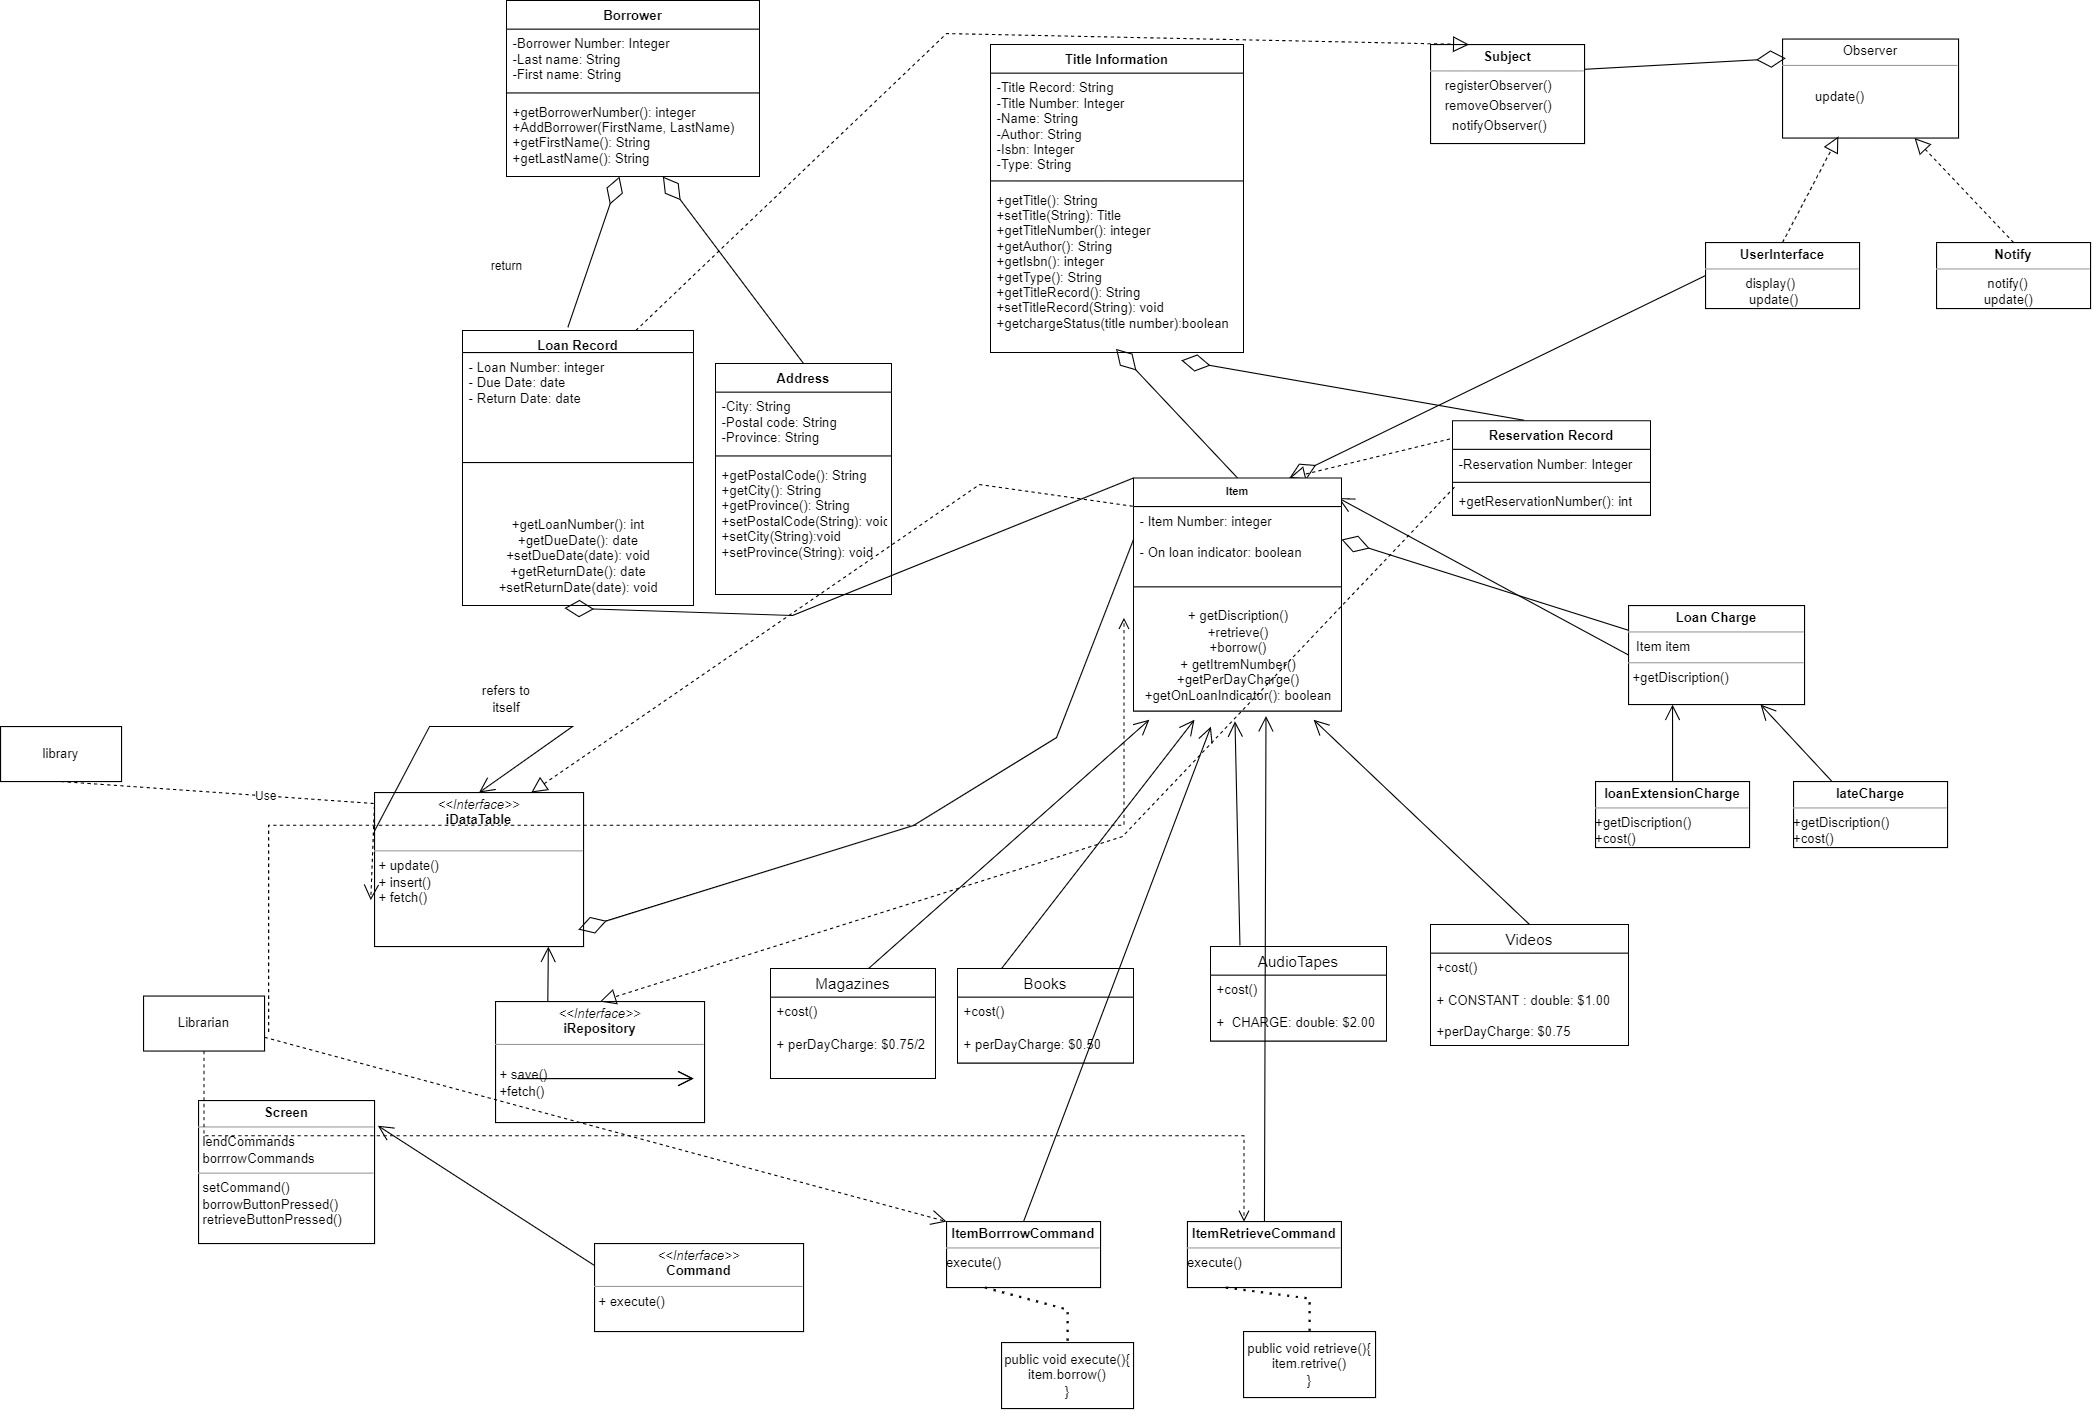 Borrower
-Borrower Number: Integer
-Last name: String
-First name: String
+getBorrowerNumber(): integer
+AddBorrower(FirstName, LastName)
+getFirstName(): String
+getLastName(): String
Title Information
-Title Record: String
-Title Number: Integer
-Name: String
-Author: String
-Isbn: Integer
-Type: String
+getTitle(): String
+setTitle(String): Title
+getTitleNumber(): integer
+getAuthor(): String
+getIsbn(): integer
+getType(): String
+getTitleRecord(): String
+setTitleRecord(String): void
+getchargeStatus(title number):boolean
Subject
registerObserver()
removeObserver()
notifyObserver()
Observer
update()
UserInterface
display()
update()
Notify
notify()
update()
return
Loan Record
- Loan Number: integer
- Due Date: date
- Return Date: date
+getLoanNumber(): int
+getDueDate(): date
+setDueDate(date): void
+getReturnDate(): date
+setReturnDate(date): void
Address
-City: String
-Postal code: String
-Province: String
+getPostalCode(): String
+getCity(): String
+getProvince(): String
+setPostalCode(String): void
+setCity(String):void
+setProvince(String): void
Reservation Record
-Reservation Number: Integer
+getReservationNumber(): int
Item
- Item Number: integer
- On loan indicator: boolean
+ getDiscription()
+retrieve()
+borrow()
+ getItremNumber()
+getPerDayCharge()
+getOnLoanIndicator(): boolean
Loan Charge
Item item
+getDiscription()
loanExtensionCharge
+getDiscription()
+cost()
lateCharge
+getDiscription()
+cost()
refers to
itself
library
Use
<<Interface>>
iDataTable
+ update()
+ insert()
+ fetch()
Librarian
<<Interface>>
iRepository
+ save()
+fetch()
Magazines
+cost()
+ perDayCharge: $0.75/2
Books
+cost()
+ perDayCharge: $0.50
AudioTapes
+cost()
+ CHARGE: double: $2.00
Videos
+cost()
+ CONSTANT : double: $1.00
+perDayCharge: $0.75
Screen
lendCommands
borrrowCommands
setCommand()
borrowButtonPressed()
retrieveButtonPressed()
<<Interface>>
Command
+ execute()
ItemBorrrowCommand
execute()
ItemRetrieveCommand
execute()
public void execute(){
item.borrow()
}
public void retrieve(){
item.retrive()
}